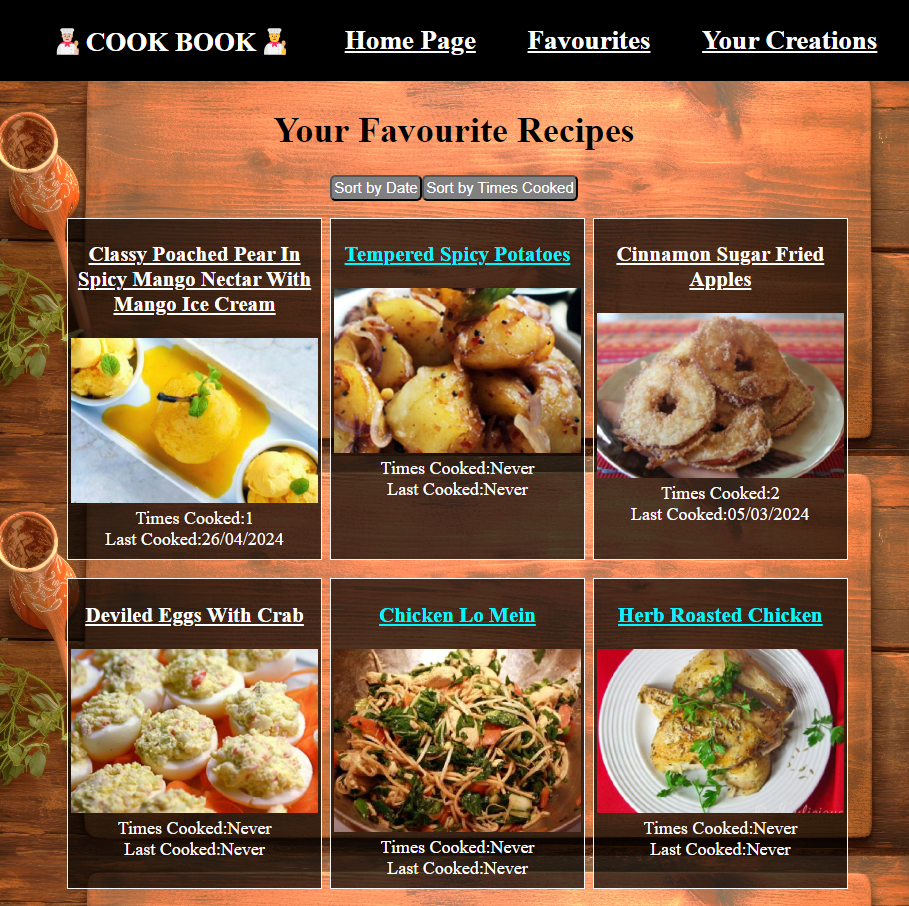 COOK BOOK Home Page Favourites Your Creations
Your Favourite Recipes
Sort by Date Sort by Times Cooked
Classy Poached Pear In
Spicy Mango Nectar With
Mango Ice Cream
Times Cooked:1
Last Cooked:26/04/2024
Tempered Spicy Potatoes
Times Cooked:Never
Last Cooked:Never
Cinnamon Sugar Fried
Apples
Times Cooked:2
Last Cooked:05/03/2024
Deviled Eggs With Crab
Times Cooked:Never
Last Cooked:Never
Chicken Lo Mein
Times Cooked:Never
Last Cooked:Never
Herb Roasted Chicken
Times Cooked:Never
Last Cooked:Never